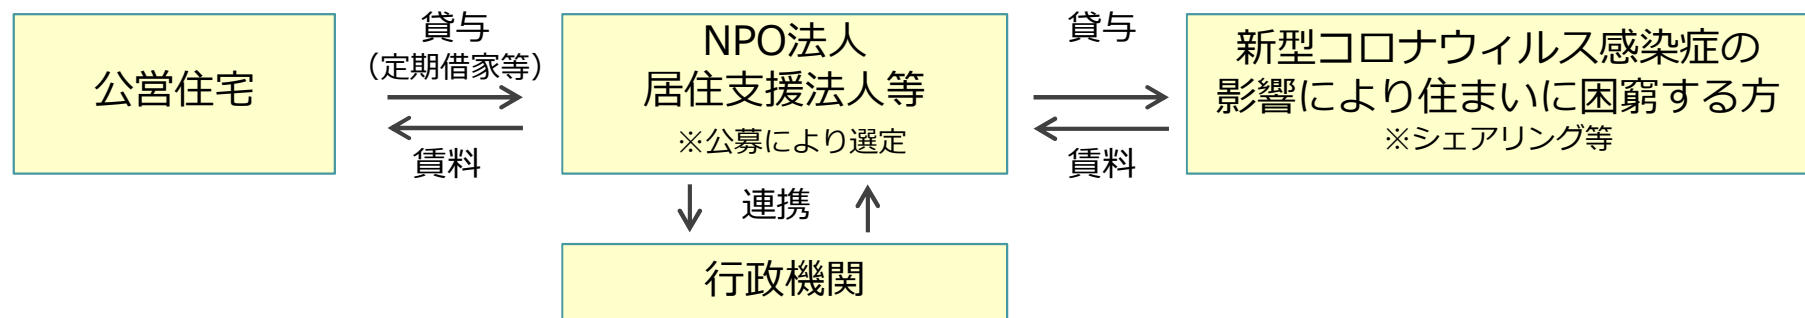 公営住宅
貸与
（定期借家等）
賃料
NPO法人
居住支援法人等
※公募により選定
貸与
賃料
新型コロナウィルス感染症の
影響により住まいに困窮する方
※シェアリング等
連携
行政機関